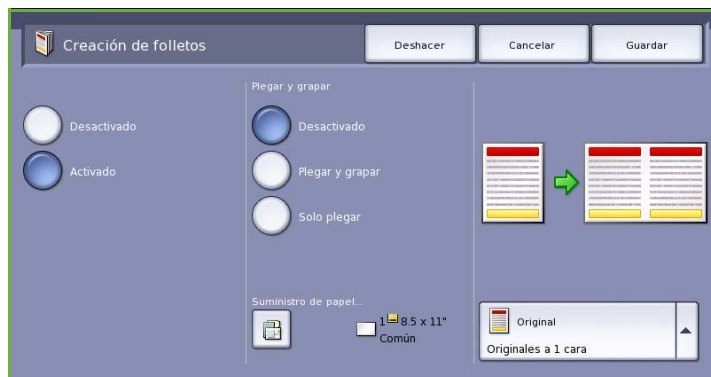 Creación de folletos
Deshacer
Cancelar
Guardar
Desactivado
Activado
Plegar y grapar
Desactivado
Plegar y grapar
Solo plegar
Suministro de papel...
1 8.5 x 11"
Común
Original
Originales a 1 cara